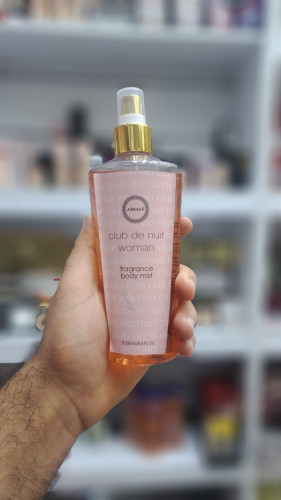 ARMAF
club de nuit
woman
fragrance
body mist